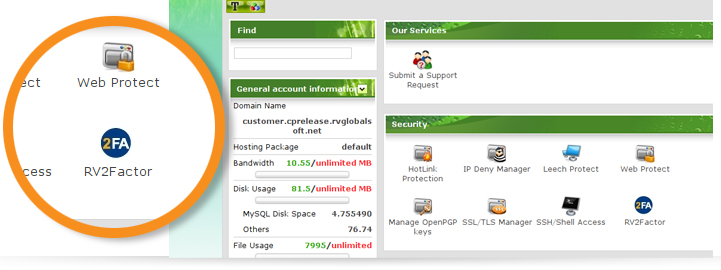 ect
Web Protect
2FA
ccess
RV2Factor
T
Find
General account information
Domain Name
customer.cprelease.rvglobals
oft.net
Hosting Package default
Bandwidth 10.55/unlimited MB
Disk Usage 81.5/unlimited MB
MySQL Disk Space 4.755490
Others 76.74
File Usage 7995/unlimited
Our Services
Submit a Support
Request
Security
HotLink
Protection
IP Deny Manager
Leech Protect
Web Protect
Manage OpenPGP
keys
SSL/TLS Manager
SSH/Shell Access
2FA
RV2Factor